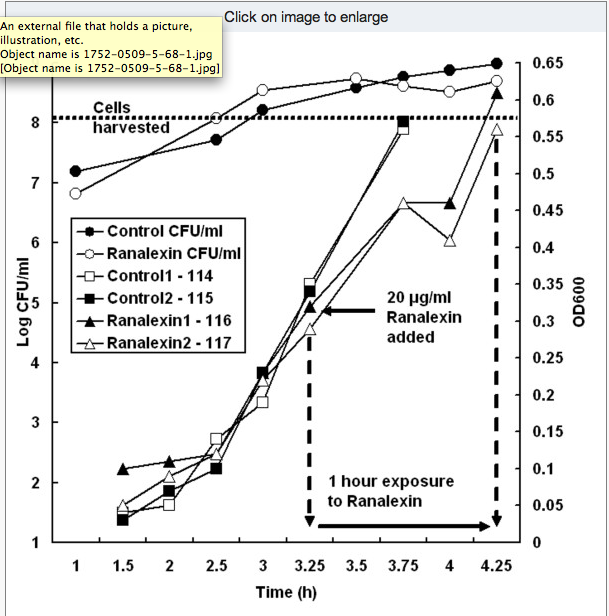 Click on image to enlarge
An external file that holds a picture,
illustration, etc.
Object name is 1752-0509-5-68-1.jpg
[Object name is 1752-0509-5-68-1.jpg]
Cells
harvested
Control CFU/ml
Ranalexin CFU/ml
Control1 - 114
Control2 - 115
Ranalexin1 - 116
Ranalexin2 - 117
20 µg/ml
Ranalexin
added
1 hour exposure
to Ranalexin
Log CFU/ml
8
7
6
5
4
3
2
1
OD600
0.65
0.6
0.55
0.5
0.45
0.4
0.35
0.3
0.25
0.2
0.15
0.1
0.05
0
1 1.5 2 2.5 3 3.25 3.5 3.75 4 4.25
Time (h)